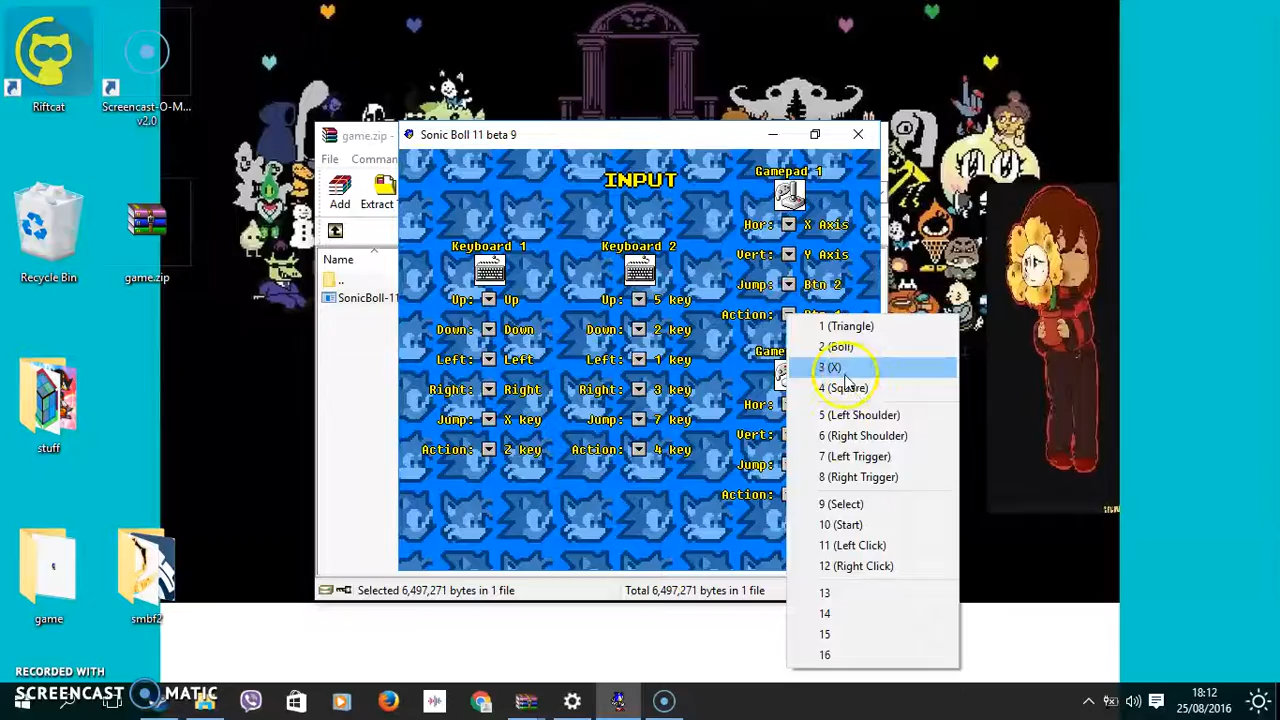 Riftcat
Screencast-O-M...
v2.0
Recycle Bin
game.zip
stuff
game
smbf2
game.zip -
File
Comman
Add
Extract
Name
..
SonicBoll-11
Selected 6,497,271 bytes in 1 file
Total 6,497,271 bytes in 1 file
Sonic Boll 11 beta 9
INPUT
Keyboard 1
Up: Up
Down: Down
Left: Left
Right: Right
Jump: X key
Action: Z key
Keyboard 2
Up: 5 key
Down: 2 key
Left: 1 key
Right: 3 key
Jump: 7 key
Action: 4 key
Gamepad 1
Hor: X Axis
Vert: Y Axis
Jump: Btn 2
Action: Btn 1
Game
Hor:
Vert:
Jump:
Action:
1 (Triangle)
2 (Boll)
3 (X)
4 (Square)
5 (Left Shoulder)
6 (Right Shoulder)
7 (Left Trigger)
8 (Right Trigger)
9 (Select)
10 (Start)
11 (Left Click)
12 (Right Click)
13
14
15
16
RECORDED WITH
SCREENCAST MATIC
18:12
25/08/2016